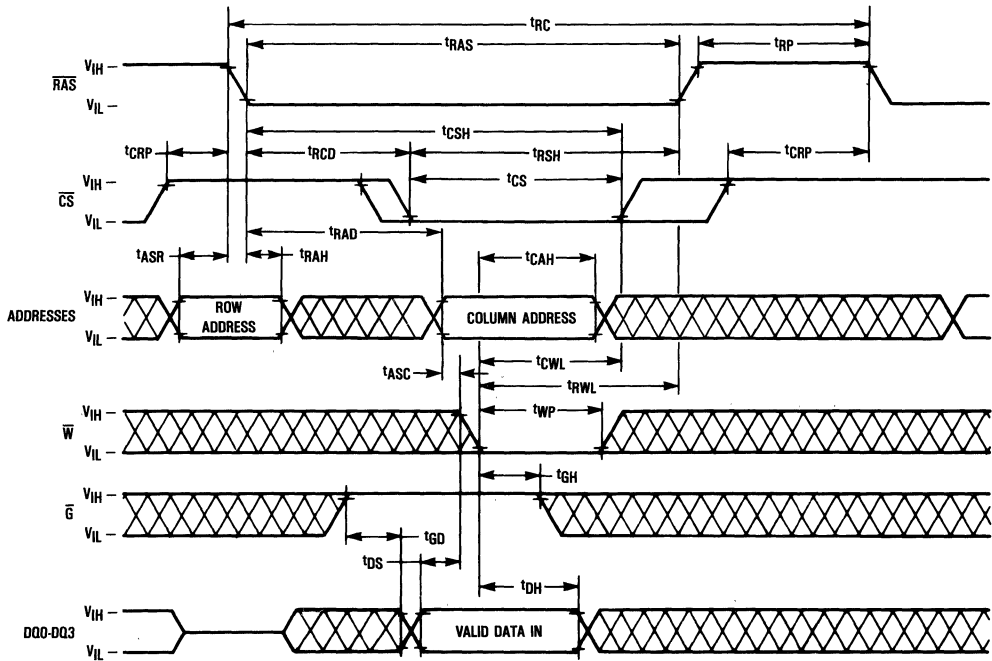 tRC
tRAS
tRP
VIH –
RAS
VIL –
tCSH
tCRP
tRCD
tRSH
tCRP
VIH –
CS
tCS
VIL –
tRAD
tASR
tRAH
tCAH
VIH –
ADDRESSES
ROW
ADDRESS
COLUMN ADDRESS
VIL –
tCWL
tASC
tRWL
VIH –
W
tWP
VIL –
tGH
VIH –
G
VIL –
tGD
tDS
tDH
VIH –
DQ0-DQ3
VALID DATA IN
VIL –